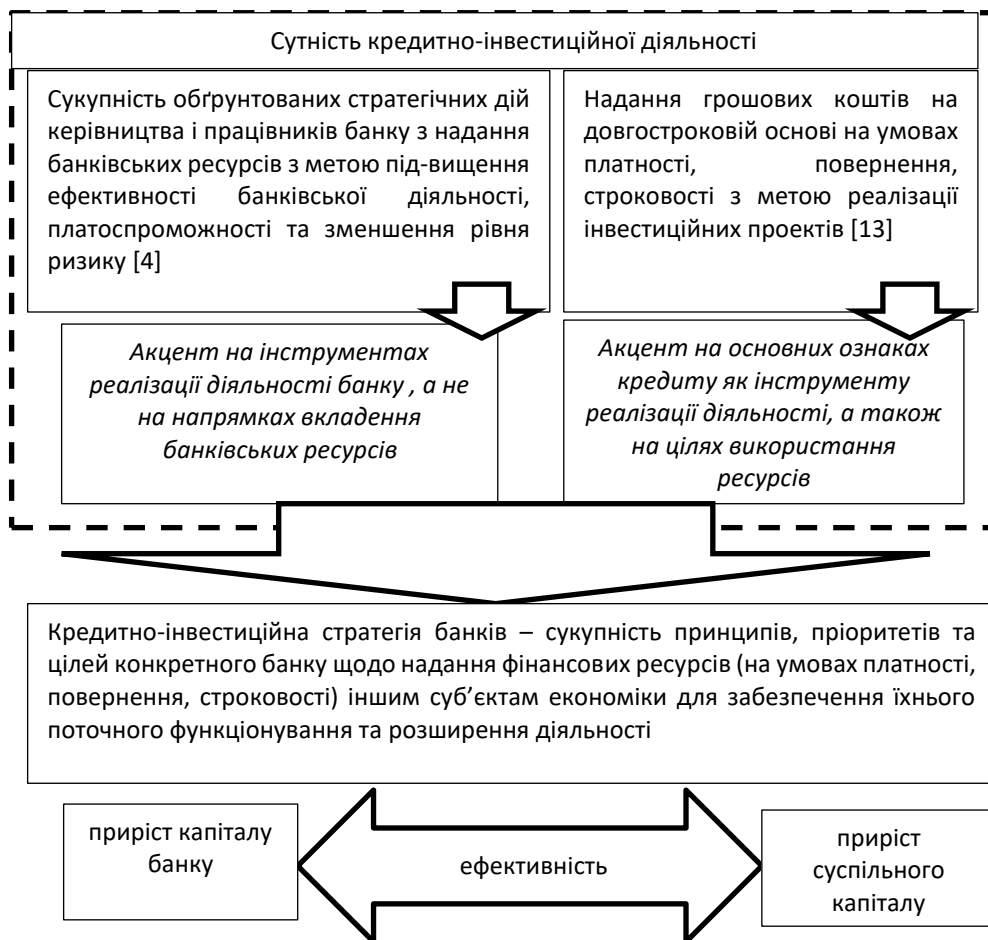 Сутність кредитно-інвестиційної діяльності
Сукупність обґрунтованих стратегічних дій
керівництва і працівників банку з надання
банківських ресурсів з метою під-вищення
ефективності банківської діяльності,
платоспроможності та зменшення рівня
ризику [4]
Надання грошових коштів на
довгостроковій основі на умовах
платності, повернення,
строковості з метою реалізації
інвестиційних проектів [13]
Акцент на інструментах
реалізації діяльності банку , а не
на напрямках вкладення
банківських ресурсів
Акцент на основних ознаках
кредиту як інструменту
реалізації діяльності, а також
на цілях використання
ресурсів
Кредитно-інвестиційна стратегія банків – сукупність принципів, пріоритетів та
цілей конкретного банку щодо надання фінансових ресурсів (на умовах платності,
повернення, строковості) іншим суб’єктам економіки для забезпечення їхнього
поточного функціонування та розширення діяльності
приріст капіталу
банку
ефективність
приріст
суспільного
капіталу